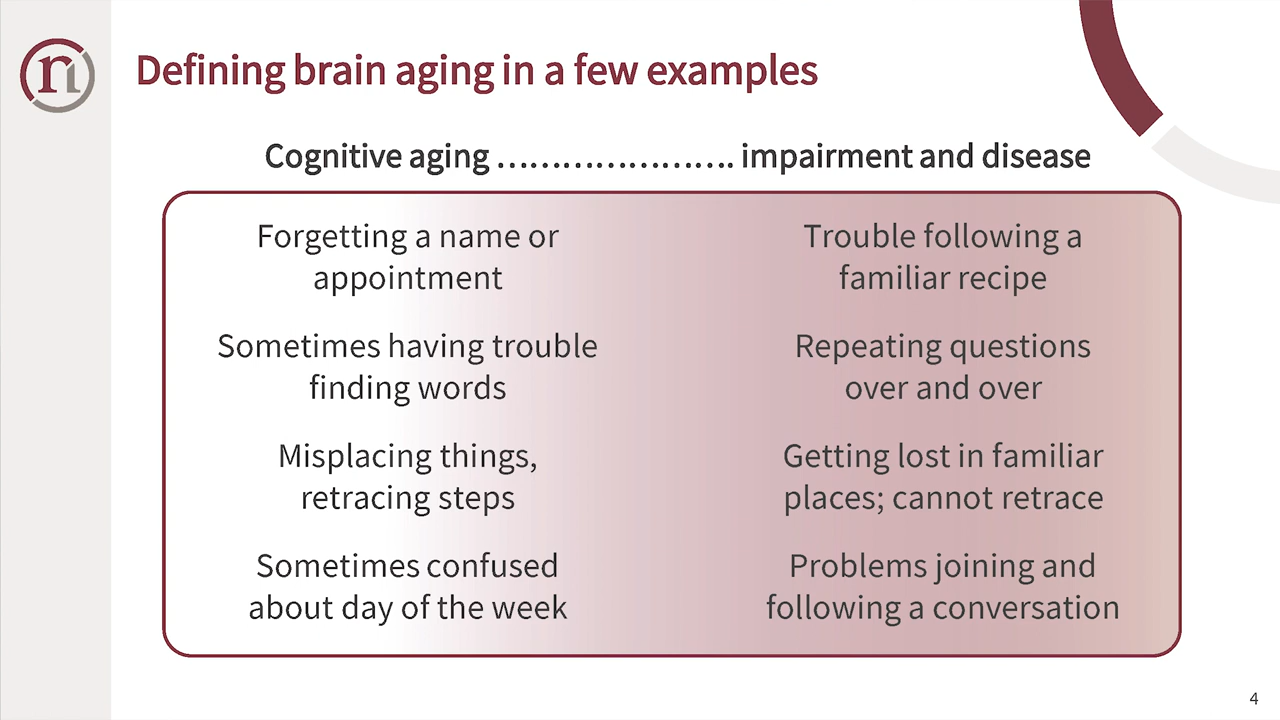 n
Defining brain aging in a few examples
Cognitive aging ...................... impairment and disease
Forgetting a name or
appointment
Trouble following a
familiar recipe
Sometimes having trouble
finding words
Repeating questions
over and over
Misplacing things,
retracing steps
Getting lost in familiar
places; cannot retrace
Sometimes confused
about day of the week
Problems joining and
following a conversation
4